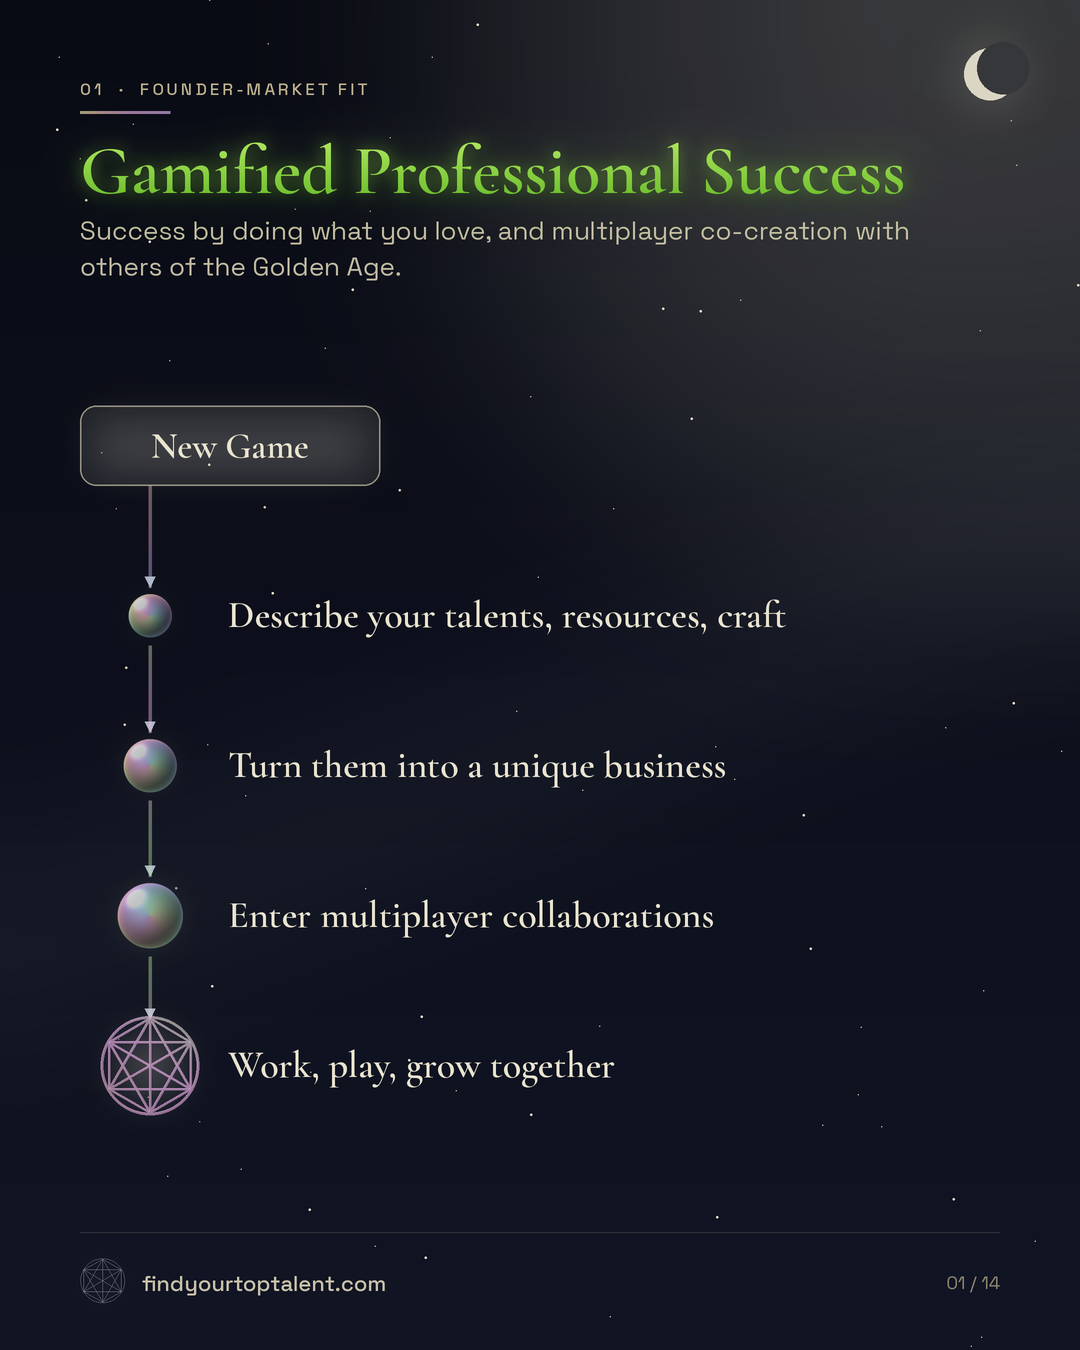 01 · FOUNDER-MARKET FIT
Gamified Professional Success
Success by doing what you love, and multiplayer co-creation with
others of the Golden Age.
New Game
Describe your talents, resources, craft
Turn them into a unique business
Enter multiplayer collaborations
Work, play, grow together
findyourtoptalent.com
01 / 14